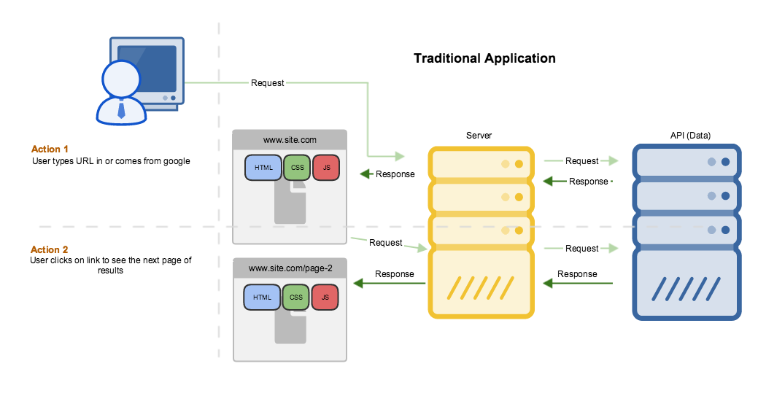 Traditional Application
Request
Action 1
User types URL in or comes from google
www.site.com
HTML
CSS
JS
Response
Server
Request
Response
API (Data)
Action 2
User clicks on link to see the next page of
results
Request
www.site.com/page-2
HTML
CSS
JS
Response
Request
Response